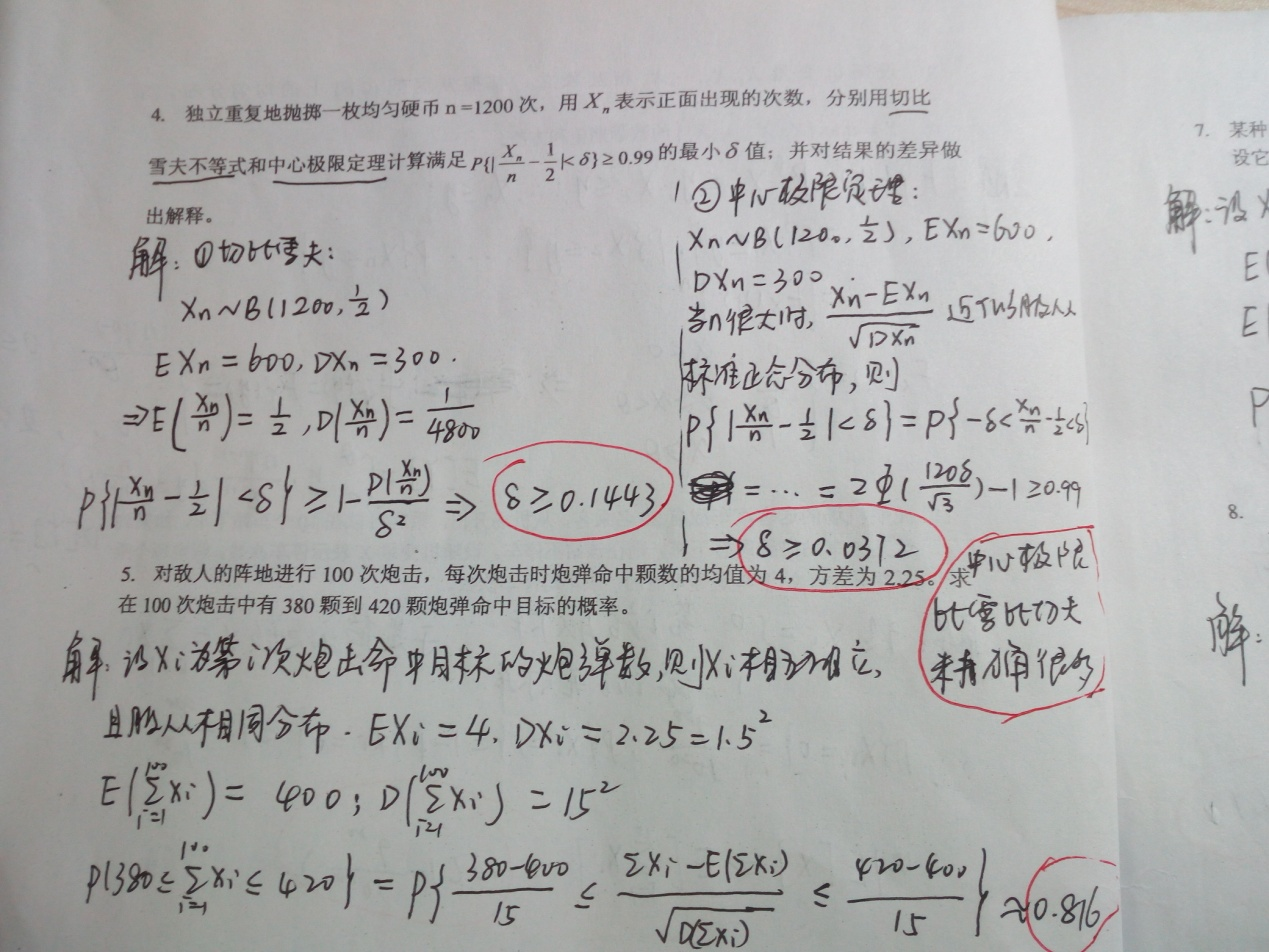 4. 独立重复地抛掷一枚均匀硬币 n =1200 次，用 Xₙ 表示正面出现的次数，分别用切比
雪夫不等式和中心极限定理计算满足 P{|Xₙ/n − 1/2|< δ} ≥ 0.99 的最小 δ 值；并对结果的差异做
出解释。
解：①切比雪夫：
Xn ~ B(1200, 1/2)
EXn = 600, DXn = 300.
⇒ E(Xn/n) = 1/2 , D(Xn/n) = 1/4800
P{|Xn/n − 1/2| < δ} ≥ 1 − D(Xn/n)/δ² ⇒ δ ≥ 0.1443
②中心极限定理：
Xn ~ B(1200, 1/2), EXn = 600,
DXn = 300
当n很大时, (Xn − EXn)/√DXn 近似服从
标准正态分布, 则
P{|Xn/n − 1/2| < δ} = P{−δ < Xn/n − 1/2 < δ}
= ⋯ = 2Φ(120δ/√3) − 1 ≥ 0.99
⇒ δ ≥ 0.0372
中心极限
比雪比切夫
来精确很多
5. 对敌人的阵地进行 100 次炮击，每次炮击时炮弹命中颗数的均值为 4，方差为 2.25。求
在 100 次炮击中有 380 颗到 420 颗炮弹命中目标的概率。
解：设Xi为第i次炮击命中目标的炮弹数, 则Xi相互独立,
且服从相同分布. EXi = 4, DXi = 2.25 = 1.5²
E(∑_{i=1}^{100} Xi) = 400; D(∑_{i=1}^{100} Xi) = 15²
P{380 ≤ ∑_{i=1}^{100} Xi ≤ 420} = P{(380−400)/15 ≤ (∑Xi − E(∑Xi))/√D(∑Xi) ≤ (420−400)/15} ≈ 0.816
7. 某种
设它
解：设X
E
E
P
8.
解：